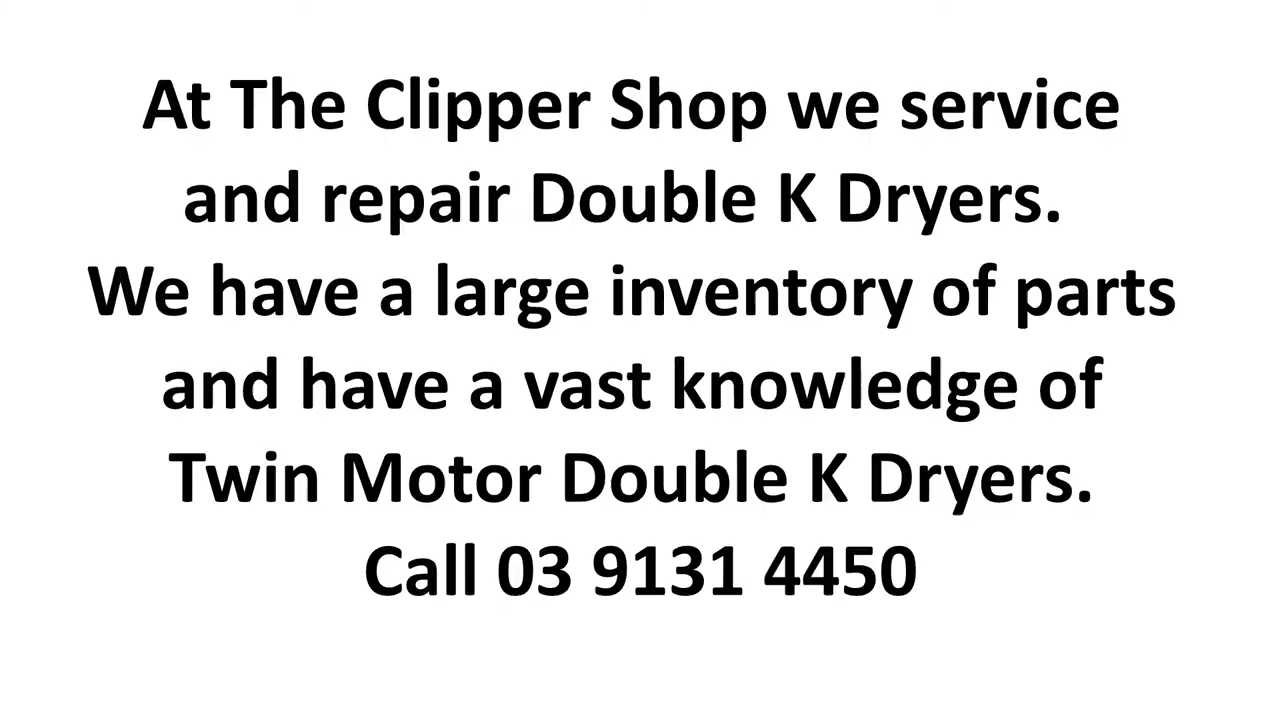 At The Clipper Shop we service
and repair Double K Dryers.
We have a large inventory of parts
and have a vast knowledge of
Twin Motor Double K Dryers.
Call 03 9131 4450